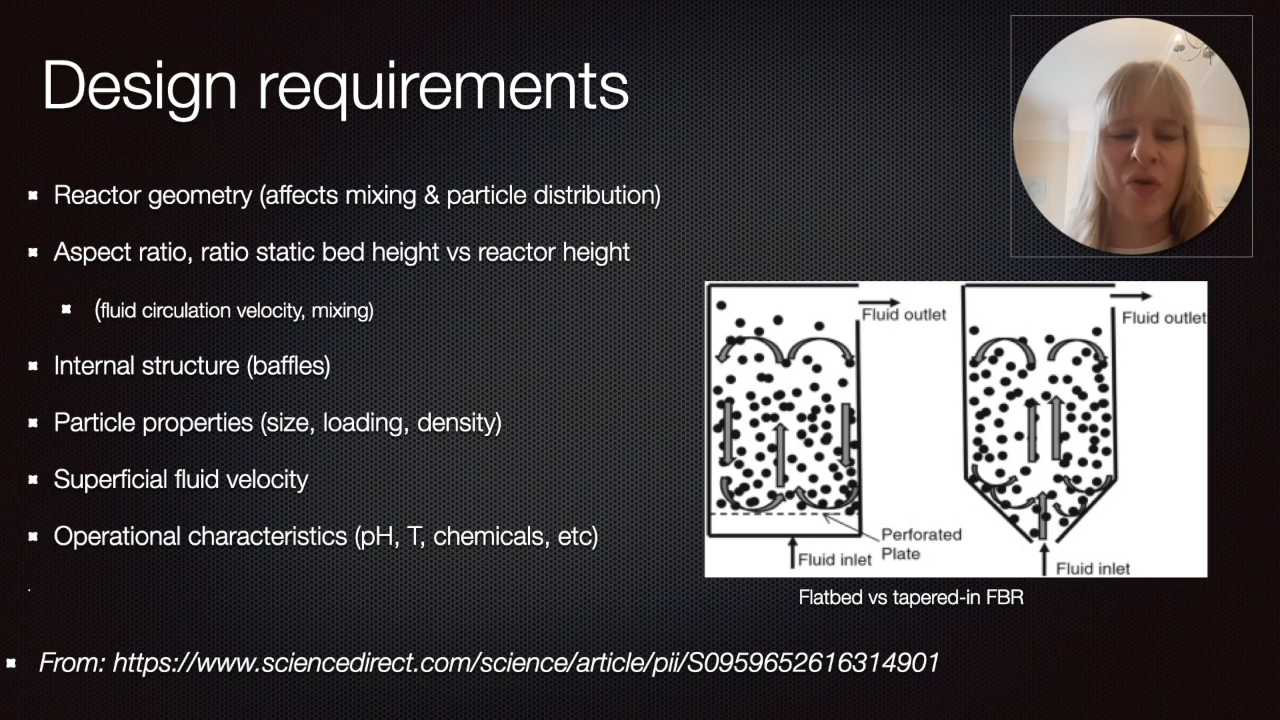 Design requirements
Reactor geometry (affects mixing & particle distribution)
Aspect ratio, ratio static bed height vs reactor height
(fluid circulation velocity, mixing)
Internal structure (baffles)
Particle properties (size, loading, density)
Superficial fluid velocity
Operational characteristics (pH, T, chemicals, etc)
.
Fluid outlet
Perforated
Plate
Fluid inlet
Fluid outlet
Fluid inlet
Flatbed vs tapered-in FBR
From: https://www.sciencedirect.com/science/article/pii/S0959652616314901